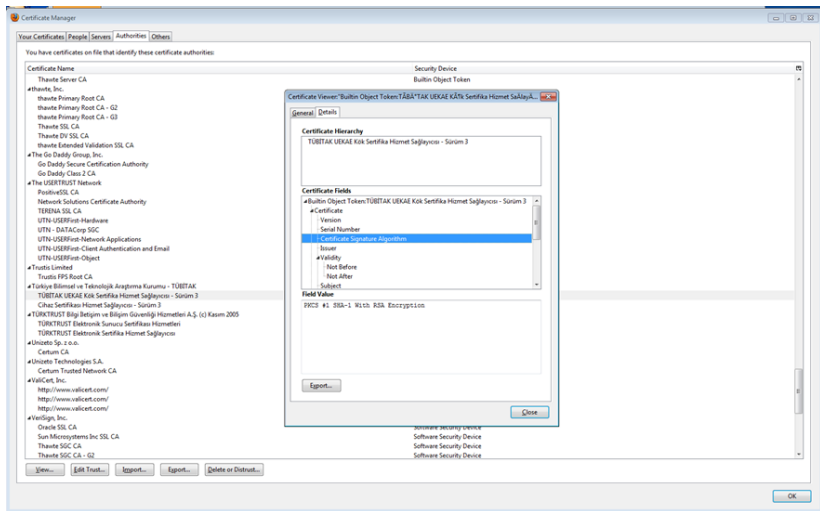 Certificate Manager
Your Certificates People Servers Authorities Others
You have certificates on file that identify these certificate authorities:
Certificate Name Security Device
Thawte Server CA Builtin Object Token
thawte, Inc.
thawte Primary Root CA
thawte Primary Root CA - G2
thawte Primary Root CA - G3
Thawte SSL CA
Thawte DV SSL CA
thawte Extended Validation SSL CA
The Go Daddy Group, Inc.
Go Daddy Secure Certification Authority
Go Daddy Class 2 CA
The USERTRUST Network
PositiveSSL CA
Network Solutions Certificate Authority
TERENA SSL CA
UTN-USERFirst-Hardware
UTN - DATACorp SGC
UTN-USERFirst-Network Applications
UTN-USERFirst-Client Authentication and Email
UTN-USERFirst-Object
Trustis Limited
Trustis FPS Root CA
Türkiye Bilimsel ve Teknolojik Araştırma Kurumu - TÜBİTAK
TÜBİTAK UEKAE Kök Sertifika Hizmet Sağlayıcısı - Sürüm 3
Cihaz Sertifikası Hizmet Sağlayıcısı - Sürüm 3
TÜRKTRUST Bilgi İletişim ve Bilişim Güvenliği Hizmetleri A.Ş. (c) Kasım 2005
TÜRKTRUST Elektronik Sunucu Sertifikası Hizmetleri
TÜRKTRUST Elektronik Sertifika Hizmet Sağlayıcısı
Unizeto Sp. z o.o.
Certum CA
Unizeto Technologies S.A.
Certum Trusted Network CA
ValiCert, Inc.
http://www.valicert.com/
http://www.valicert.com/
http://www.valicert.com/
VeriSign, Inc.
Oracle SSL CA Software Security Device
Sun Microsystems Inc SSL CA Software Security Device
Thawte SGC CA Software Security Device
Thawte SGC CA - G2 Software Security Device
View... Edit Trust... Import... Export... Delete or Distrust...
OK
Certificate Viewer:"Builtin Object Token:
General Details
Certificate Hierarchy
TÜBİTAK UEKAE Kök Sertifika Hizmet Sağlayıcısı - Sürüm 3
Certificate Fields
Builtin Object Token:TÜBİTAK UEKAE Kök Sertifika Hizmet Sağlayıcısı - Sürüm 3
Certificate
Version
Serial Number
Certificate Signature Algorithm
Issuer
Validity
Not Before
Not After
Subject
Field Value
PKCS #1 SHA-1 With RSA Encryption
Export...
Close